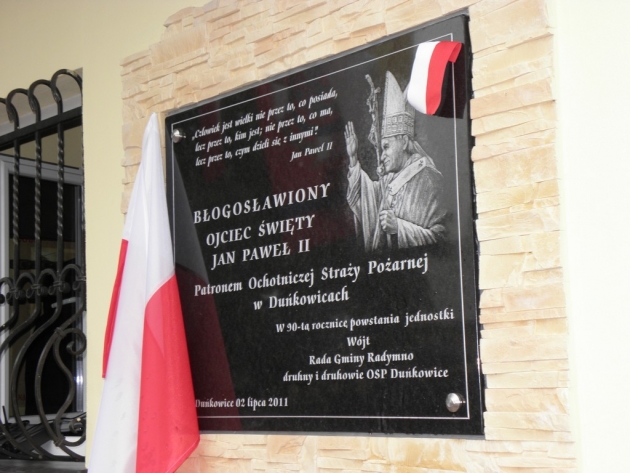 „Człowiek jest wielki nie przez to, co posiada,
lecz przez to, kim jest; nie przez to, co ma,
lecz przez to, czym dzieli się z innymi”
Jan Paweł II
BŁOGOSŁAWIONY
OJCIEC ŚWIĘTY
JAN PAWEŁ II
Patronem Ochotniczej Straży Pożarnej
w Duńkowicach
W 90-tą rocznicę powstania jednostki
Wójt
Rada Gminy Radymno
druhny i druhowie OSP Duńkowice
Duńkowice 02 lipca 2011